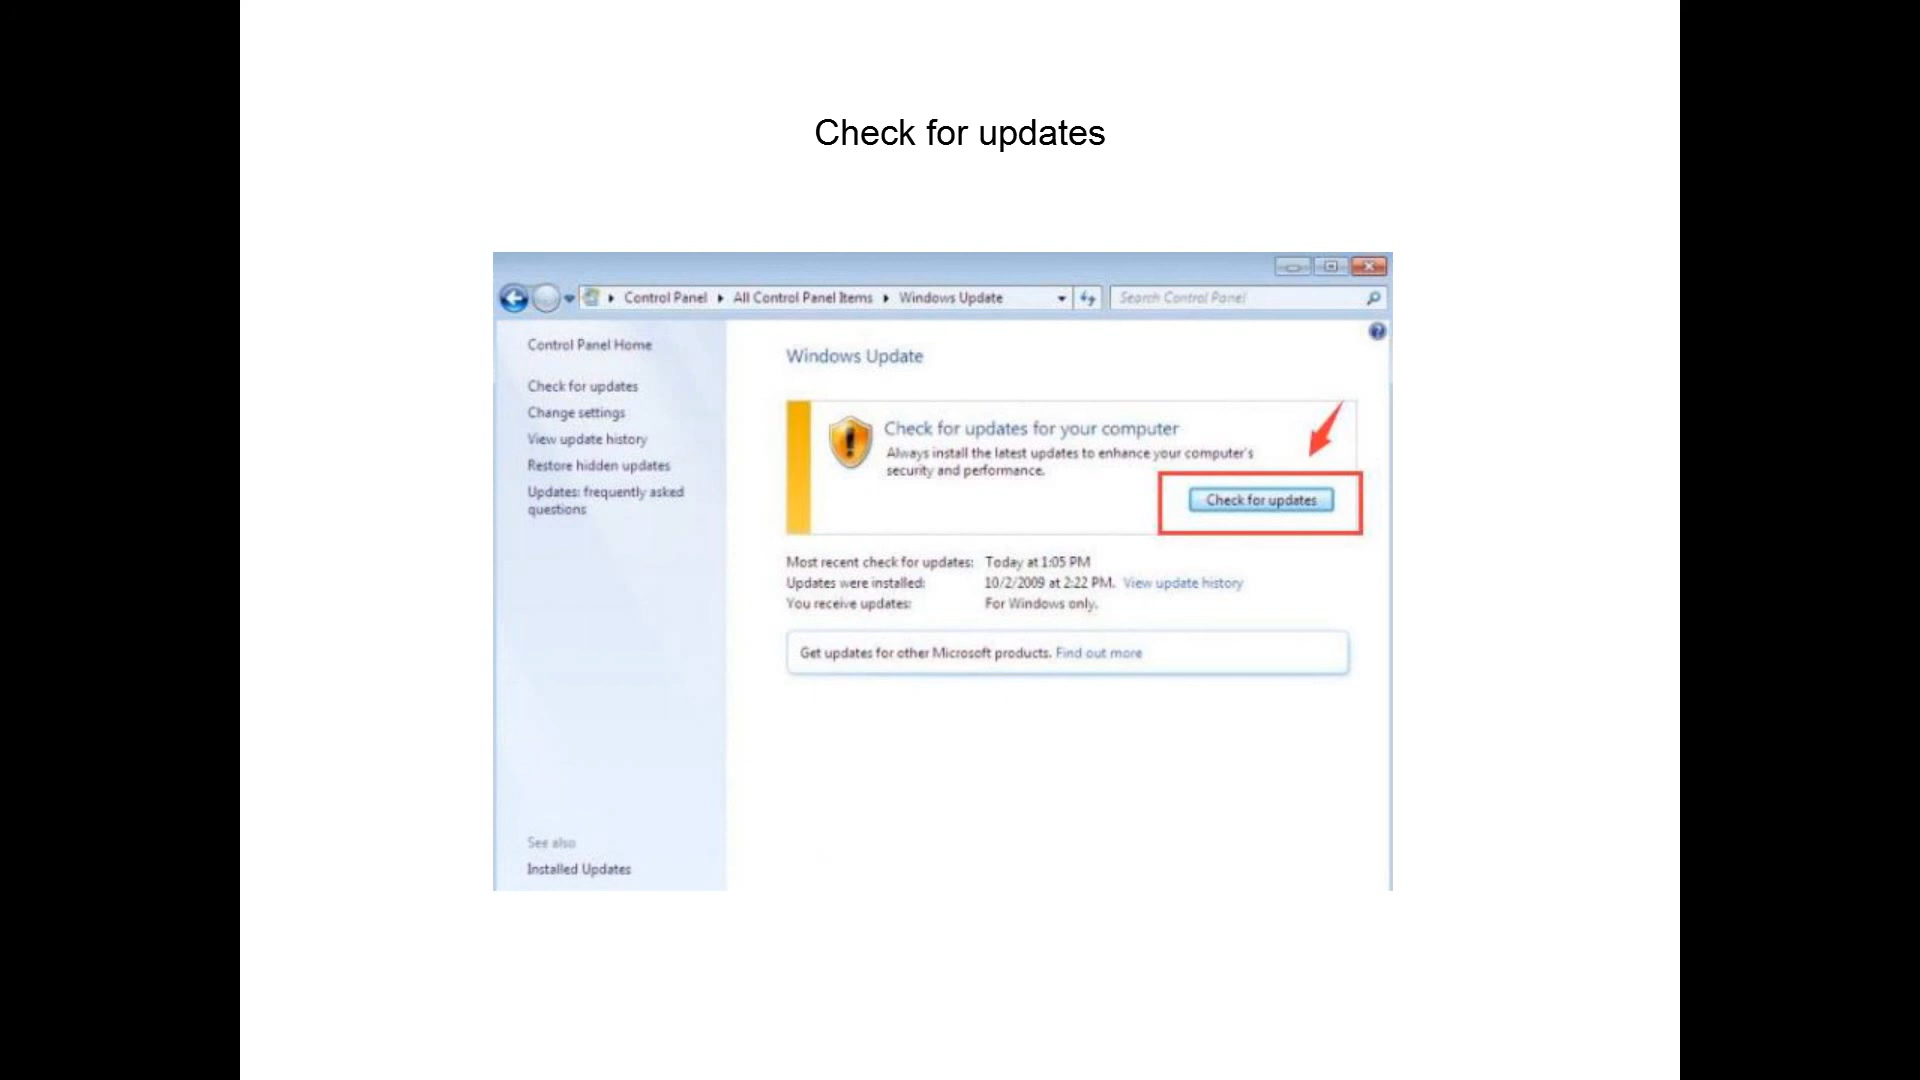 Check for updates
Control Panel ▸ All Control Panel Items ▸ Windows Update
Search Control Panel
Control Panel Home
Check for updates
Change settings
View update history
Restore hidden updates
Updates: frequently asked
questions
See also
Installed Updates
Windows Update
Check for updates for your computer
Always install the latest updates to enhance your computer's
security and performance.
Check for updates
Most recent check for updates: Today at 1:05 PM
Updates were installed: 10/2/2009 at 2:22 PM. View update history
You receive updates: For Windows only.
Get updates for other Microsoft products. Find out more